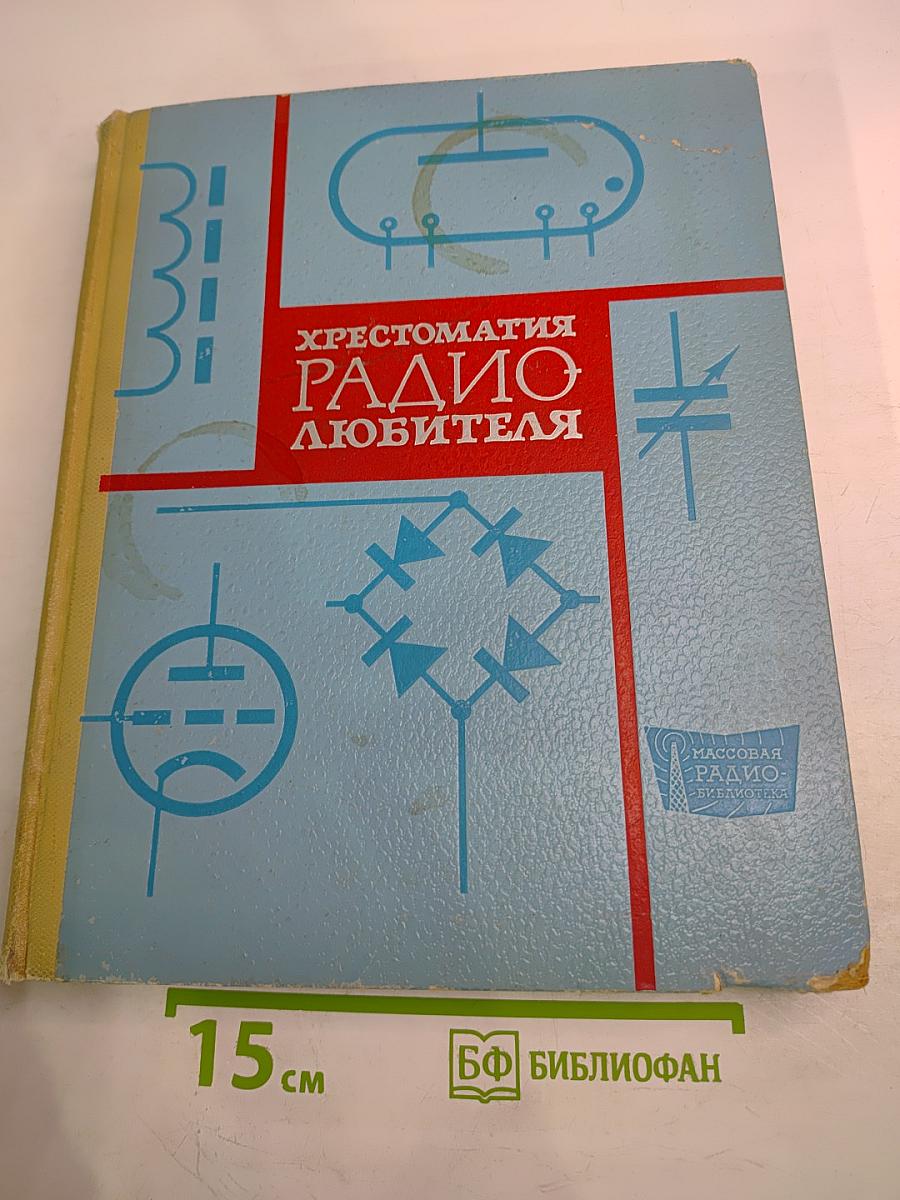 ХРЕСТОМАТИЯ
РАДИО-
ЛЮБИТЕЛЯ
МАССОВАЯ
РАДИО-
БИБЛИОТЕКА
15 см
БФ БИБЛИОФАН